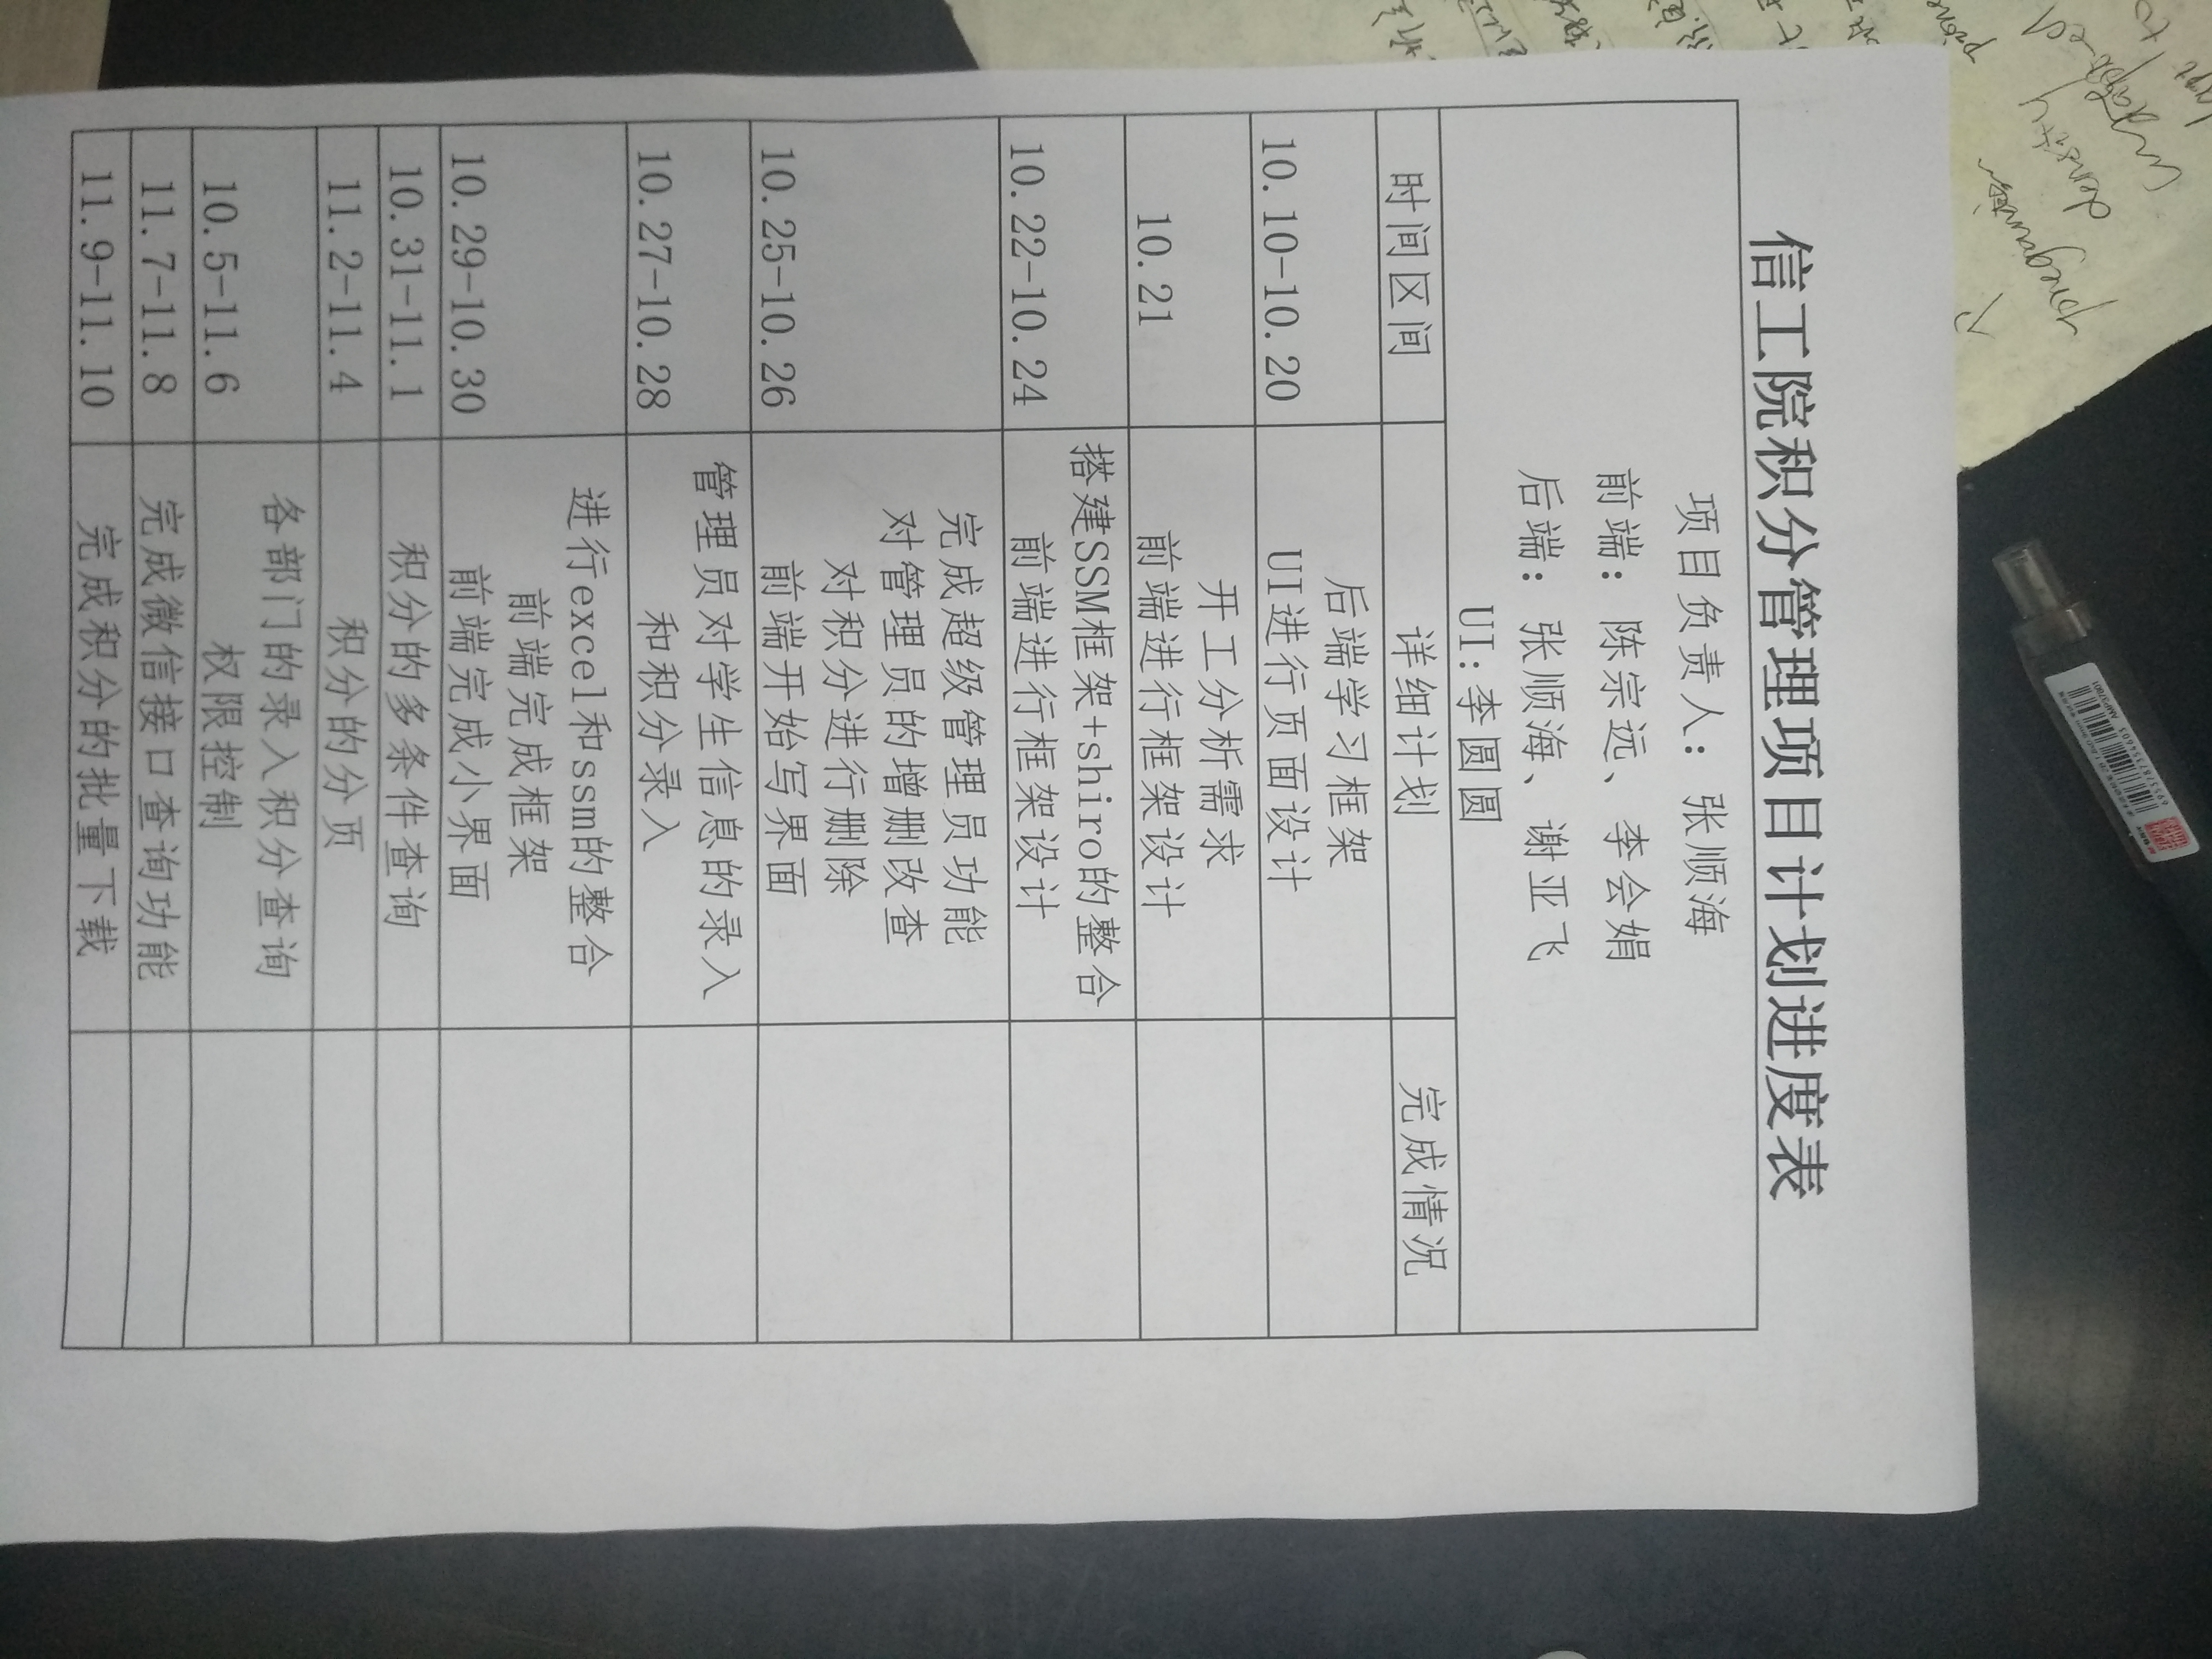 信工院积分管理项目计划进度表
项目负责人: 张顺海
前端: 陈宗远、李会娟
后端: 张顺海、谢亚飞
UI:李圆圆
时间区间 详细计划 完成情况
后端学习框架
10.10-10.20 UI进行页面设计
开工分析需求
10.21 前端进行框架设计
搭建SSM框架+shiro的整合
10.22-10.24 前端进行框架设计
完成超级管理员功能
对管理员的增删改查
对积分进行删除
10.25-10.26 前端开始写界面
管理员对学生信息的录入
10.27-10.28 和积分录入
进行excel和ssm的整合
前端完成框架
10.29-10.30 前端完成小界面
10.31-11.1 积分的多条件查询
11.2-11.4 积分的分页
各部门的录入积分查询
10.5-11.6 权限控制
11.7-11.8 完成微信接口查询功能
11.9-11.10 完成积分的批量下载
density